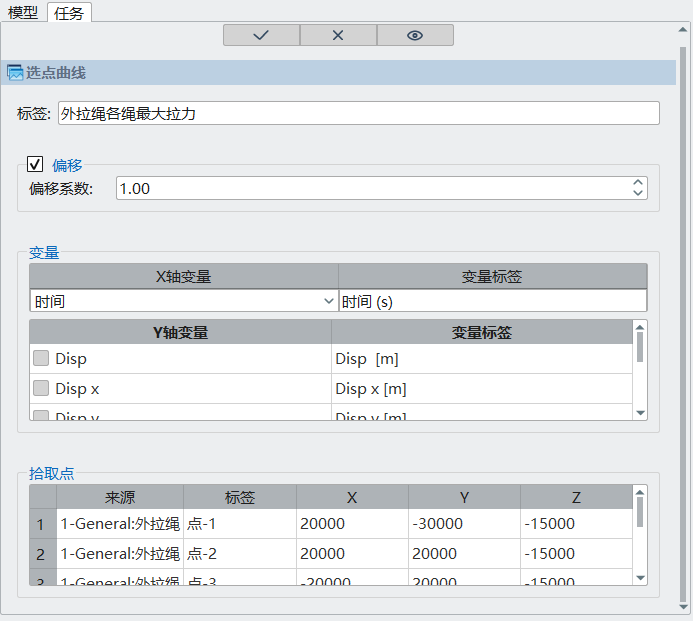 模型 任务
选点曲线
标签: 外拉绳各绳最大拉力
偏移
偏移系数: 1.00
变量
X轴变量 变量标签
时间 时间 (s)
Y轴变量 变量标签
Disp Disp [m]
Disp x Disp x [m]
Disp y Disp y [m]
拾取点
来源 标签 X Y Z
1 1-General:外拉绳 点-1 20000 -30000 -15000
2 1-General:外拉绳 点-2 20000 20000 -15000
3 1-General:外拉绳 点-3 -20000 20000 -15000